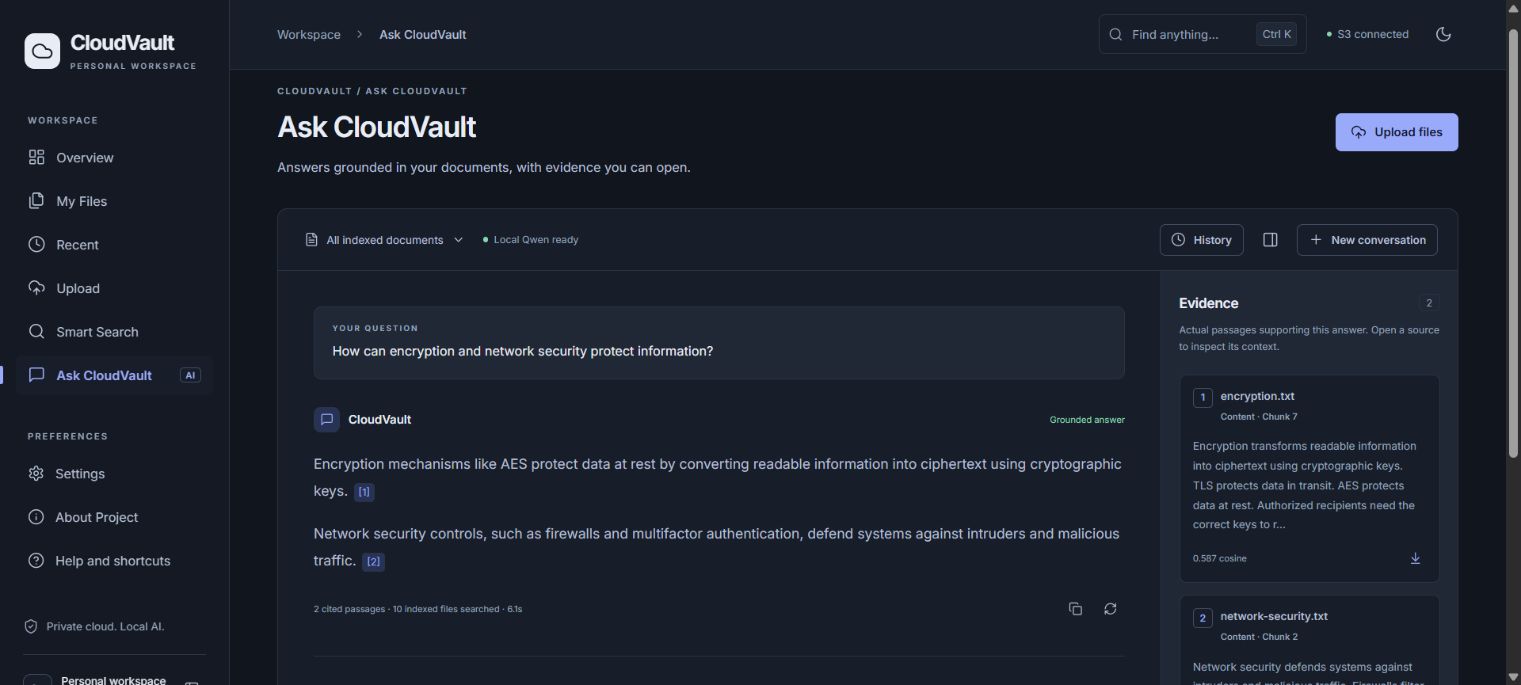 CloudVault
PERSONAL WORKSPACE
WORKSPACE
Overview
My Files
Recent
Upload
Smart Search
Ask CloudVault AI
PREFERENCES
Settings
About Project
Help and shortcuts
Private cloud. Local AI.
Personal workspace
Workspace > Ask CloudVault
Find anything... Ctrl K
S3 connected
CLOUDVAULT / ASK CLOUDVAULT
Ask CloudVault
Answers grounded in your documents, with evidence you can open.
Upload files
All indexed documents
Local Qwen ready
History
New conversation
YOUR QUESTION
How can encryption and network security protect information?
CloudVault
Grounded answer
Encryption mechanisms like AES protect data at rest by converting readable information into ciphertext using cryptographic
keys. [1]
Network security controls, such as firewalls and multifactor authentication, defend systems against intruders and malicious
traffic. [2]
2 cited passages · 10 indexed files searched · 6.1s
Evidence 2
Actual passages supporting this answer. Open a source
to inspect its context.
1 encryption.txt
Content · Chunk 7
Encryption transforms readable information
into ciphertext using cryptographic keys.
TLS protects data in transit. AES protects
data at rest. Authorized recipients need the
correct keys to r...
0.587 cosine
2 network-security.txt
Content · Chunk 2
Network security defends systems against
intruders and malicious traffic. Firewalls filter